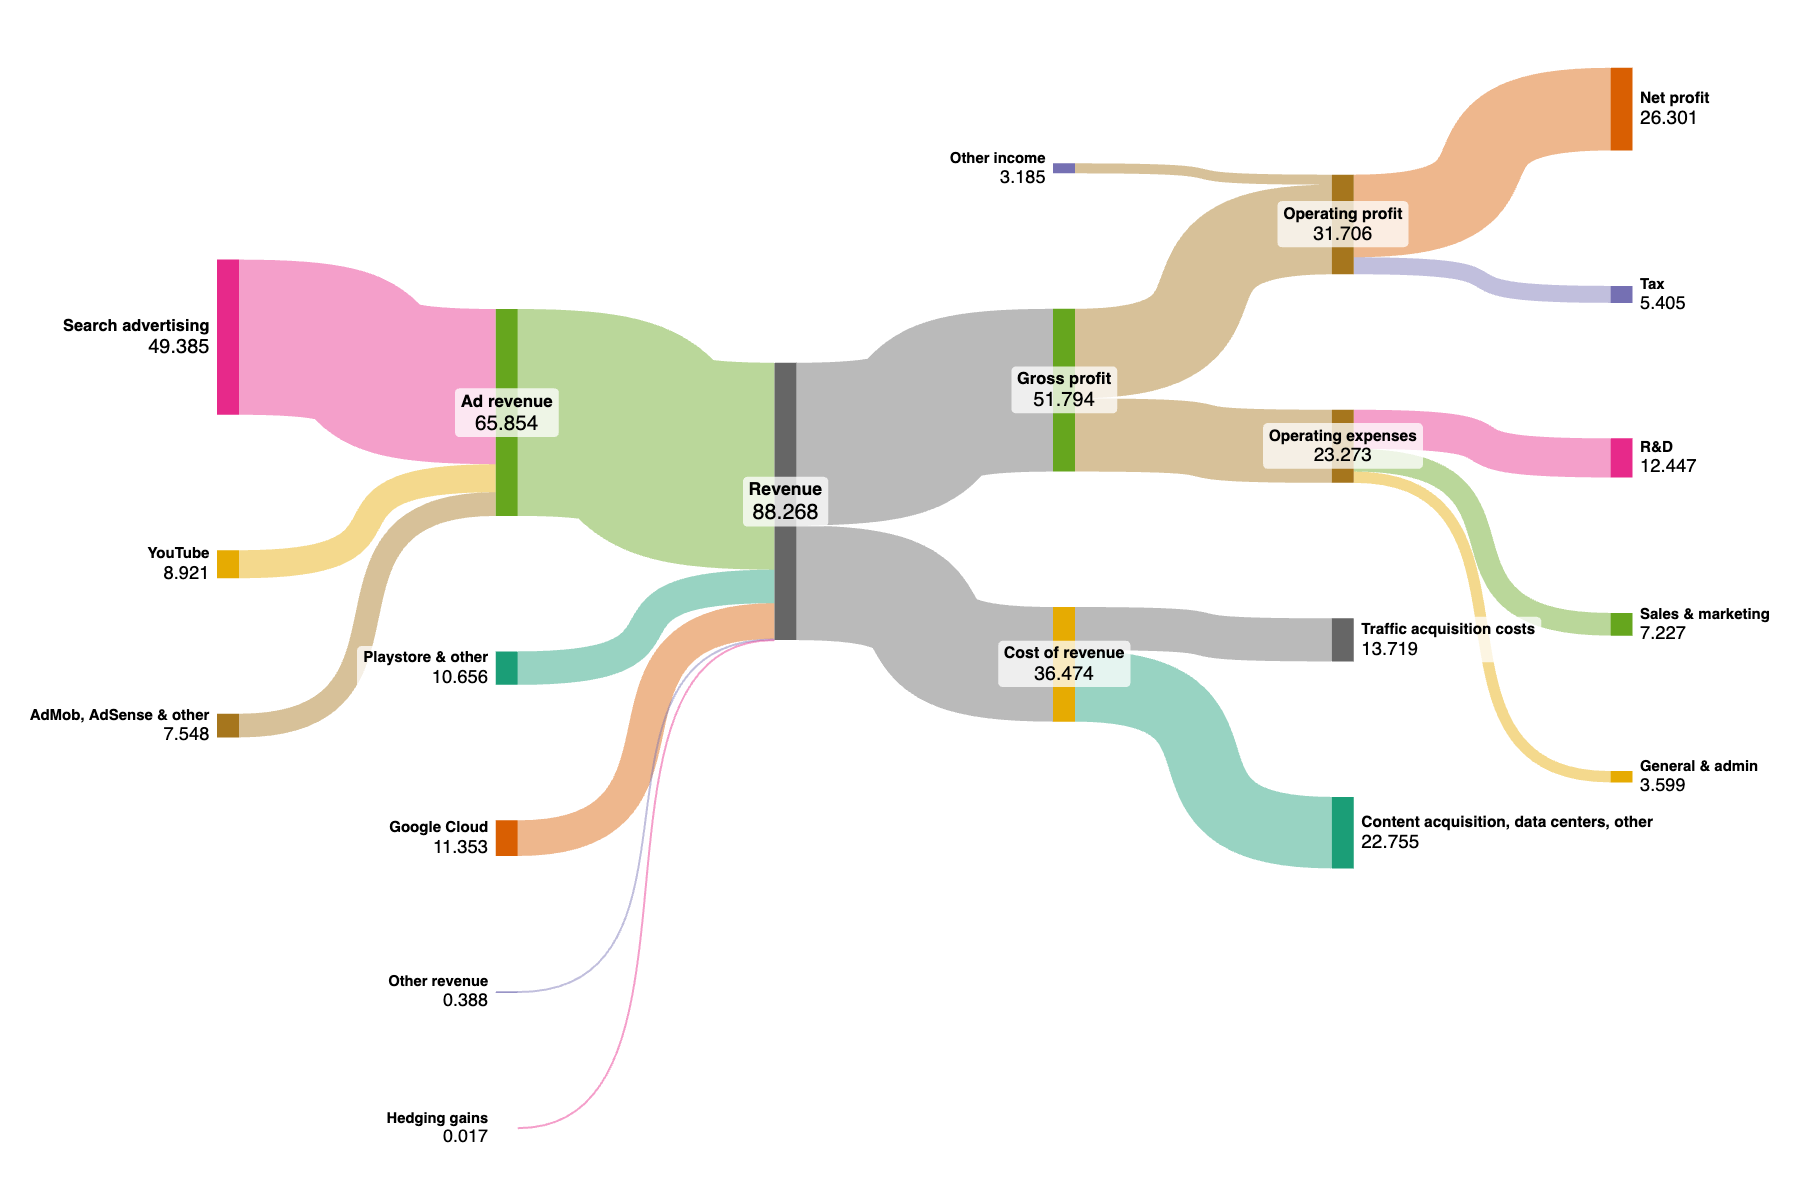 Net profit
26.301
Other income
3.185
Operating profit
31.706
Tax
5.405
Search advertising
49.385
Ad revenue
65.854
Gross profit
51.794
Operating expenses
23.273
R&D
12.447
Revenue
88.268
YouTube
8.921
Playstore & other
10.656
Cost of revenue
36.474
Traffic acquisition costs
13.719
Sales & marketing
7.227
AdMob, AdSense & other
7.548
General & admin
3.599
Google Cloud
11.353
Content acquisition, data centers, other
22.755
Other revenue
0.388
Hedging gains
0.017